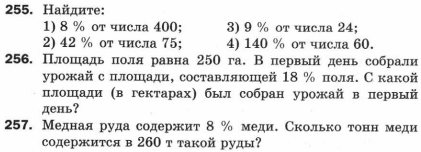 255. Найдите:
1) 8 % от числа 400; 3) 9 % от числа 24;
2) 42 % от числа 75; 4) 140 % от числа 60.
256. Площадь поля равна 250 га. В первый день собрали
урожай с площади, составляющей 18 % поля. С какой
площади (в гектарах) был собран урожай в первый
день?
257. Медная руда содержит 8 % меди. Сколько тонн меди
содержится в 260 т такой руды?